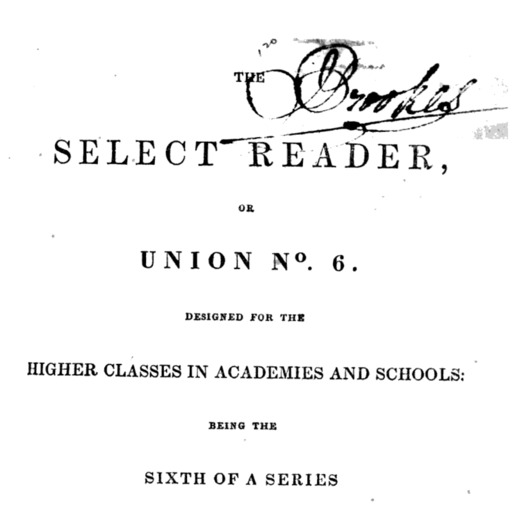 120
THE Brookes
SELECT READER,
OR
UNION Nº. 6.
DESIGNED FOR THE
HIGHER CLASSES IN ACADEMIES AND SCHOOLS:
BEING THE
SIXTH OF A SERIES